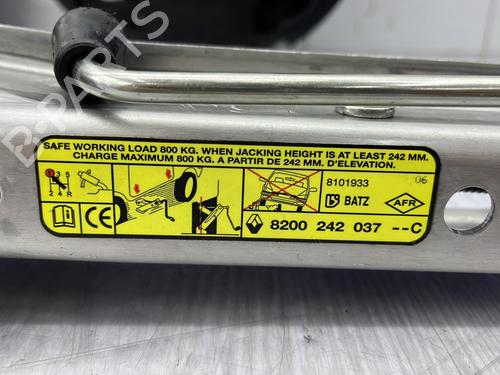 SAFE WORKING LOAD 800 KG. WHEN JACKING HEIGHT IS AT LEAST 242 MM.
CHARGE MAXIMUM 800 KG. A PARTIR DE 242 MM. D'ELEVATION.
8101933 06
CE BATZ AFR
8200 242 037 --C
B-PARTS